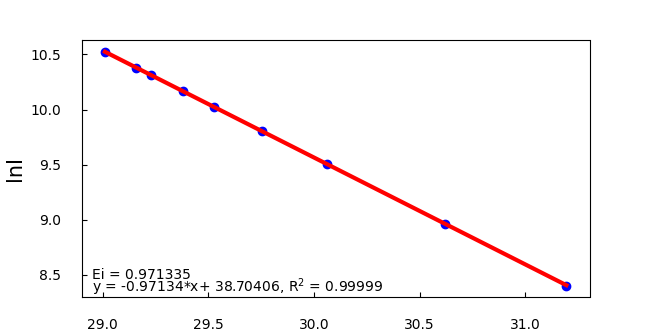 10.5
10.0
9.5
9.0
8.5
lnI
Ei = 0.971335
y = -0.97134*x+ 38.70406, R² = 0.99999
29.0 29.5 30.0 30.5 31.0